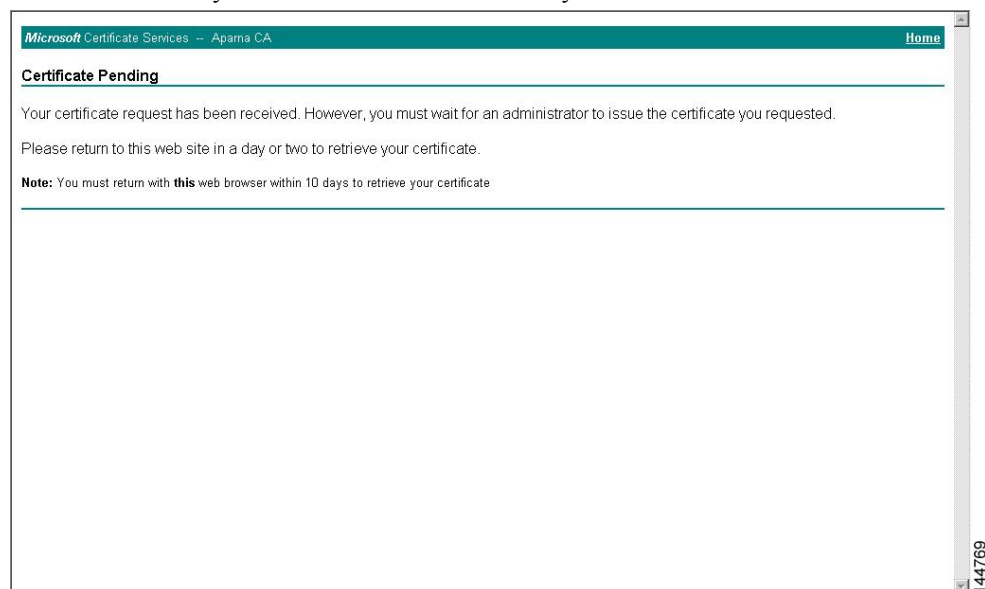 Microsoft Certificate Services -- Aparna CA Home
Certificate Pending
Your certificate request has been received. However, you must wait for an administrator to issue the certificate you requested.
Please return to this web site in a day or two to retrieve your certificate.
Note: You must return with this web browser within 10 days to retrieve your certificate
144769